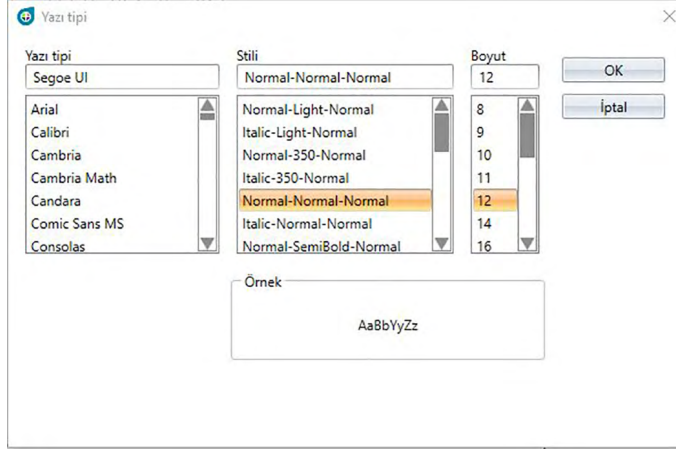 Yazı tipi
Yazı tipi
Segoe UI
Arial
Calibri
Cambria
Cambria Math
Candara
Comic Sans MS
Consolas
Stili
Normal-Normal-Normal
Normal-Light-Normal
Italic-Light-Normal
Normal-350-Normal
Italic-350-Normal
Normal-Normal-Normal
Italic-Normal-Normal
Normal-SemiBold-Normal
Boyut
12
8
9
10
11
12
14
16
OK
İptal
Örnek
AaBbYyZz